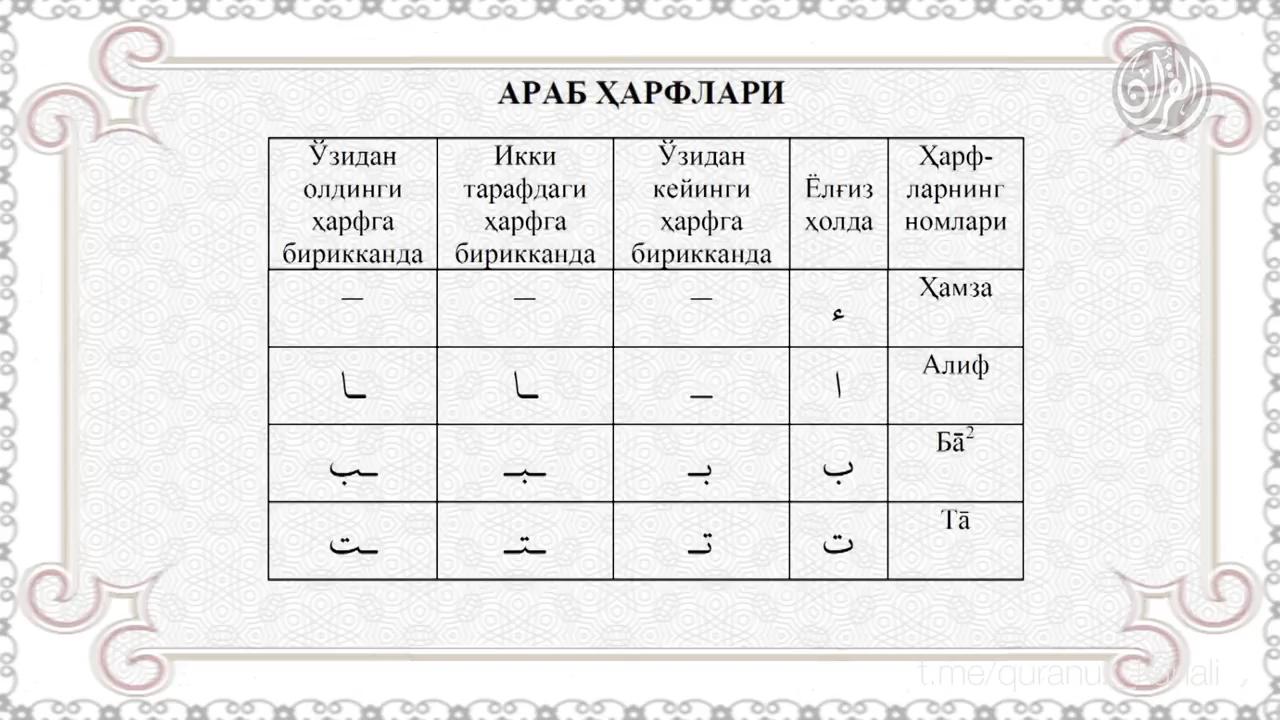 АРАБ ҲАРФЛАРИ
Ўзидан олдинги ҳарфга бирикканда | Икки тарафдаги ҳарфга бирикканда | Ўзидан кейинги ҳарфга бирикканда | Ёлғиз ҳолда | Ҳарф-ларнинг номлари
— | — | — | ء | Ҳамза
ـا | ـا | — | ا | Алиф
ـب | ـبـ | بـ | ب | Бā²
ـت | ـتـ | تـ | ت | Тā
القرآن